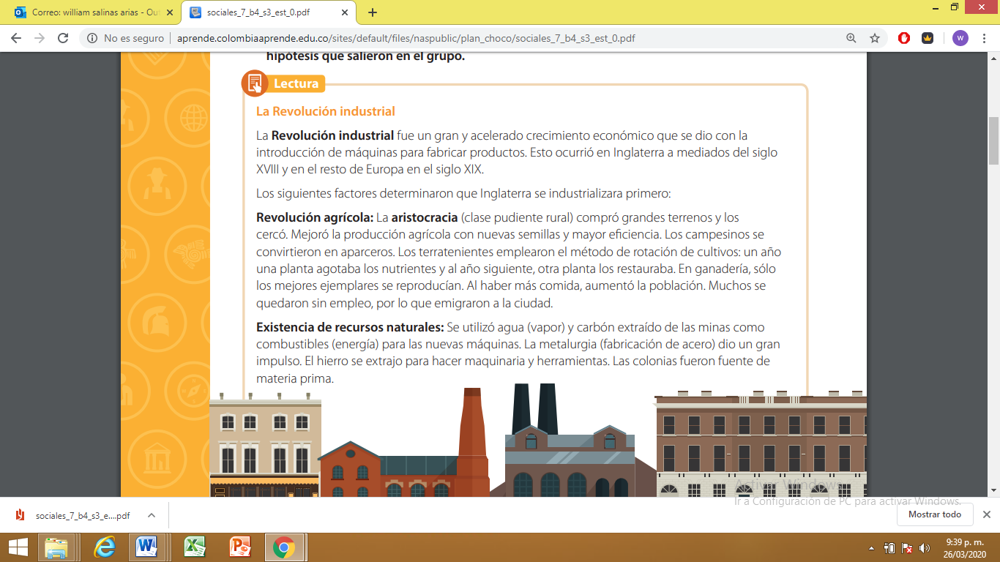 Correo: william salinas arias - Out
sociales_7_b4_s3_est_0.pdf
No es seguro
aprende.colombiaaprende.edu.co/sites/default/files/naspublic/plan_choco/sociales_7_b4_s3_est_0.pdf
w
hipótesis que salieron en el grupo.
Lectura
La Revolución industrial
La Revolución industrial fue un gran y acelerado crecimiento económico que se dio con la
introducción de máquinas para fabricar productos. Esto ocurrió en Inglaterra a mediados del siglo
XVIII y en el resto de Europa en el siglo XIX.
Los siguientes factores determinaron que Inglaterra se industrializara primero:
Revolución agrícola: La aristocracia (clase pudiente rural) compró grandes terrenos y los
cercó. Mejoró la producción agrícola con nuevas semillas y mayor eficiencia. Los campesinos se
convirtieron en aparceros. Los terratenientes emplearon el método de rotación de cultivos: un año
una planta agotaba los nutrientes y al año siguiente, otra planta los restauraba. En ganadería, sólo
los mejores ejemplares se reproducían. Al haber más comida, aumentó la población. Muchos se
quedaron sin empleo, por lo que emigraron a la ciudad.
Existencia de recursos naturales: Se utilizó agua (vapor) y carbón extraído de las minas como
combustibles (energía) para las nuevas máquinas. La metalurgia (fabricación de acero) dio un gran
impulso. El hierro se extrajo para hacer maquinaria y herramientas. Las colonias fueron fuente de
materia prima.
Activar Windows
Ir a Configuración de PC para activar Windows.
sociales_7_b4_s3_e....pdf
Mostrar todo
9:39 p. m.
26/03/2020